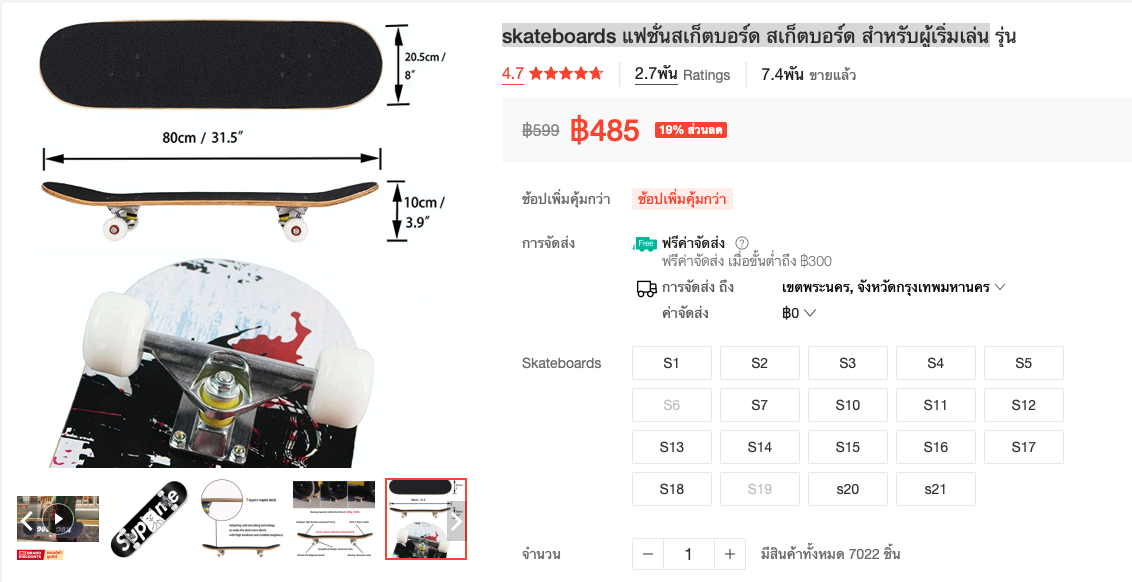 20.5cm /
8"
80cm / 31.5"
10cm /
3.9"
7 layers maple deck
Supr me
skateboards แฟชั่นสเก็ตบอร์ด สเก็ตบอร์ด สำหรับผู้เริ่มเล่น รุ่น
4.7 2.7พัน Ratings 7.4พัน ขายแล้ว
฿599 ฿485 19% ส่วนลด
ช้อปเพิ่มคุ้มกว่า ช้อปเพิ่มคุ้มกว่า
การจัดส่ง Free ฟรีค่าจัดส่ง ?
ฟรีค่าจัดส่ง เมื่อขั้นต่ำถึง ฿300
การจัดส่ง ถึง เขตพระนคร, จังหวัดกรุงเทพมหานคร
ค่าจัดส่ง ฿0
Skateboards S1 S2 S3 S4 S5
S6 S7 S10 S11 S12
S13 S14 S15 S16 S17
S18 S19 s20 s21
จำนวน − 1 + มีสินค้าทั้งหมด 7022 ชิ้น